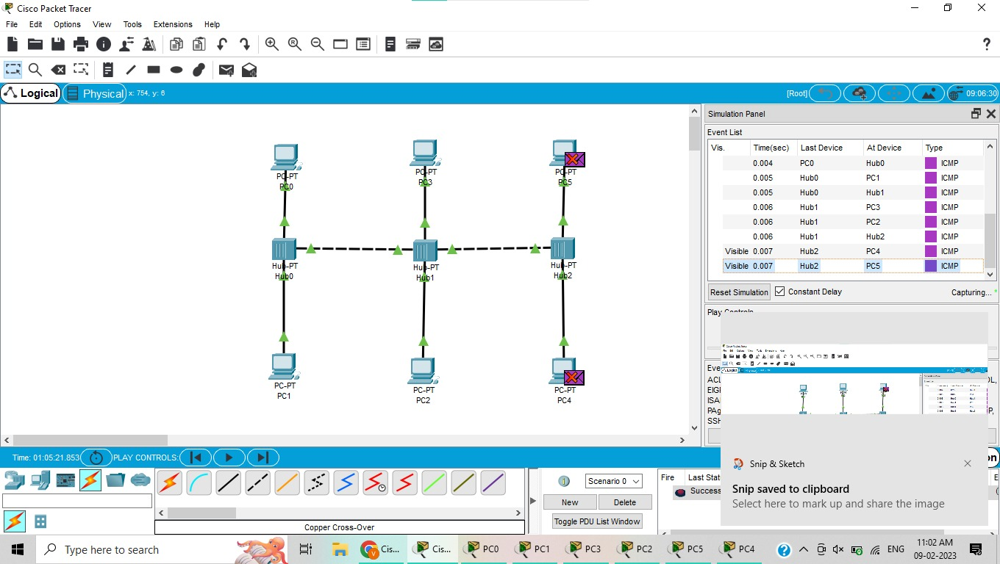 Cisco Packet Tracer
File Edit Options View Tools Extensions Help
Logical Physical x: 754, y: 6 [Root] 09:06:30
Simulation Panel
Event List
Vis. Time(sec) Last Device At Device Type
0.004 PC0 Hub0 ICMP
0.005 Hub0 PC1 ICMP
0.005 Hub0 Hub1 ICMP
0.006 Hub1 PC3 ICMP
0.006 Hub1 PC2 ICMP
0.006 Hub1 Hub2 ICMP
Visible 0.007 Hub2 PC4 ICMP
Visible 0.007 Hub2 PC5 ICMP
Reset Simulation Constant Delay Capturing... *
Play Controls
PC-PT
PC0
PC-PT
PC3
PC-PT
PC5
Hub-PT
Hub0
Hub-PT
Hub1
Hub-PT
Hub2
PC-PT
PC1
PC-PT
PC2
PC-PT
PC4
Snip & Sketch
Snip saved to clipboard
Select here to mark up and share the image
Time: 01:05:21.853 PLAY CONTROLS:
Scenario 0
New Delete
Toggle PDU List Window
Fire Last Stat
Success
Copper Cross-Over
Type here to search
Cis... Cis... PC0 PC1 PC3 PC2 PC5 PC4
ENG
11:02 AM
09-02-2023